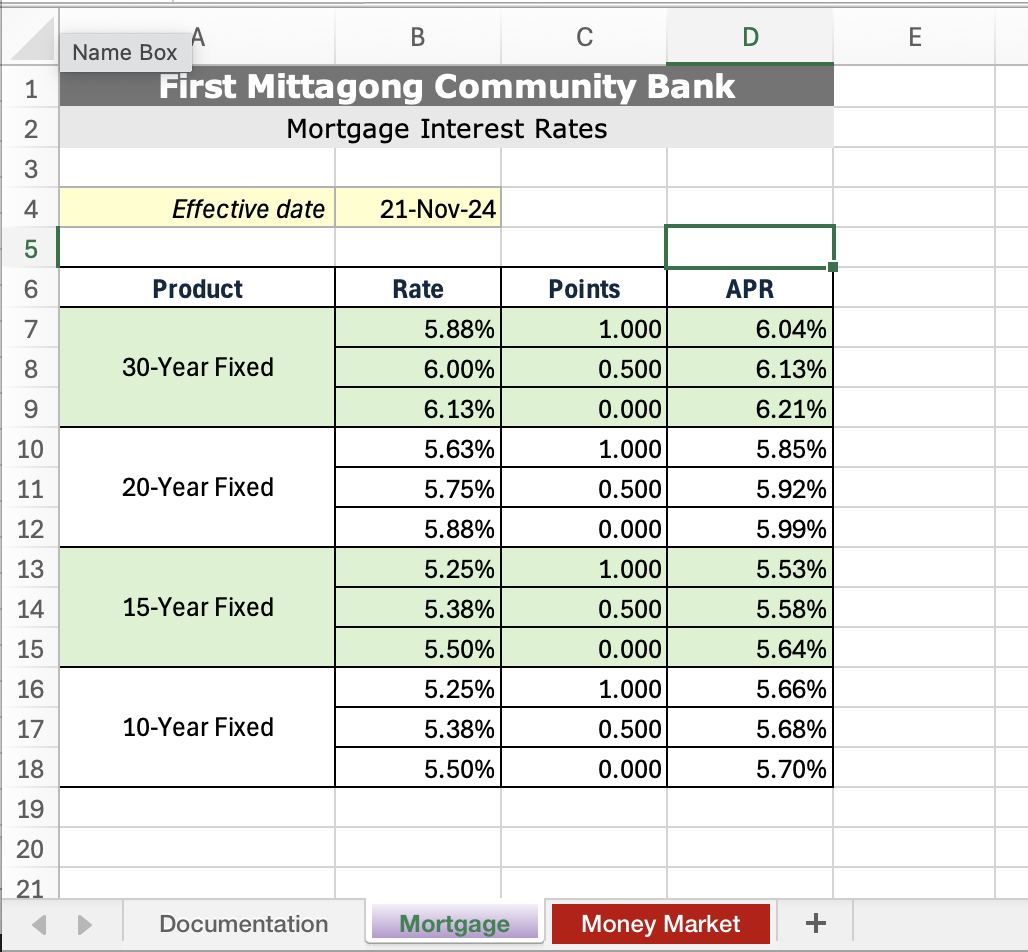 A B C D E
Name Box
1 First Mittagong Community Bank
2 Mortgage Interest Rates
3
4 Effective date 21-Nov-24
5
6 Product Rate Points APR
7 5.88% 1.000 6.04%
8 30-Year Fixed 6.00% 0.500 6.13%
9 6.13% 0.000 6.21%
10 5.63% 1.000 5.85%
11 20-Year Fixed 5.75% 0.500 5.92%
12 5.88% 0.000 5.99%
13 5.25% 1.000 5.53%
14 15-Year Fixed 5.38% 0.500 5.58%
15 5.50% 0.000 5.64%
16 5.25% 1.000 5.66%
17 10-Year Fixed 5.38% 0.500 5.68%
18 5.50% 0.000 5.70%
19
20
21
Documentation Mortgage Money Market +